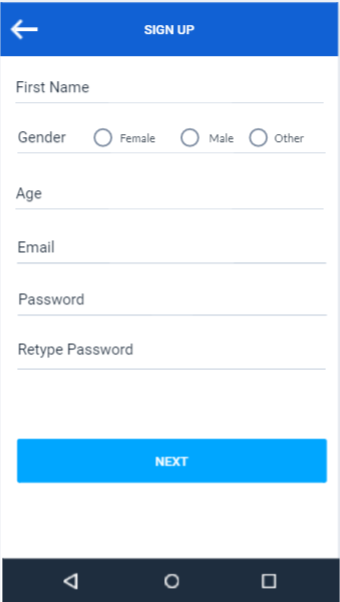 SIGN UP
First Name
Gender Female Male Other
Age
Email
Password
Retype Password
NEXT